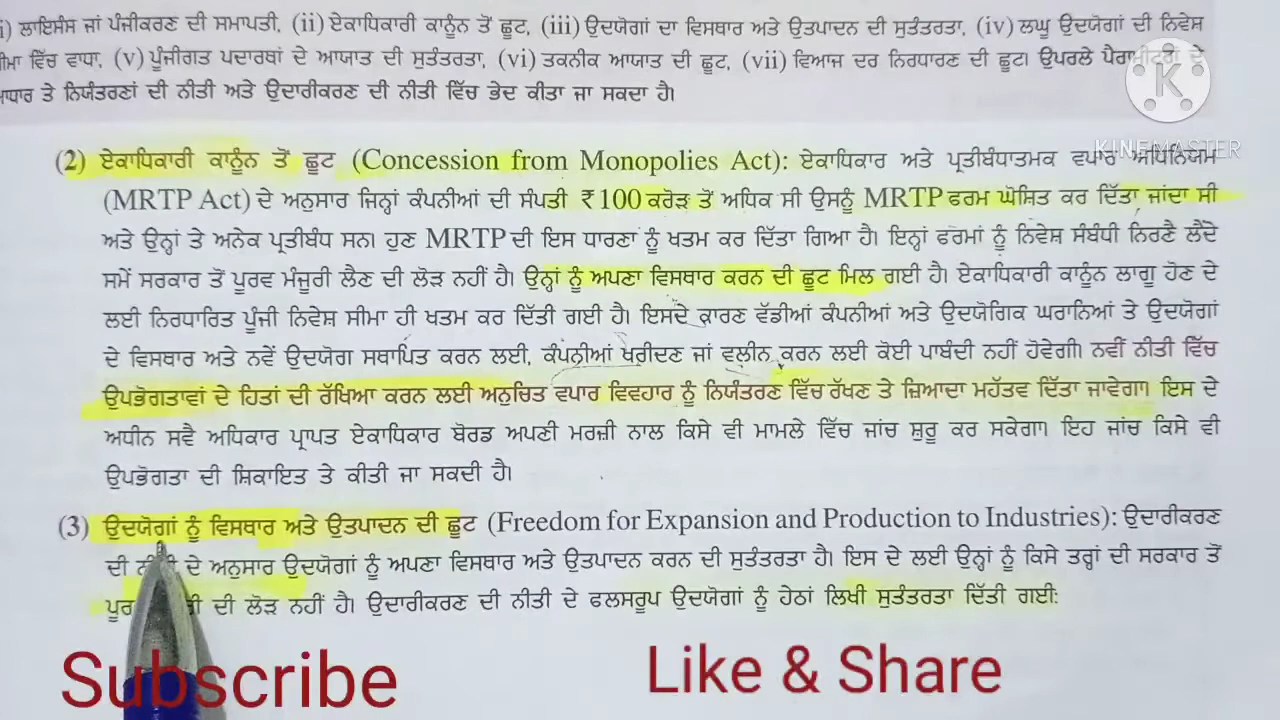 i) ਲਾਇਸੰਸ ਜਾਂ ਪੰਜੀਕਰਣ ਦੀ ਸਮਾਪਤੀ, (ii) ਏਕਾਧਿਕਾਰੀ ਕਾਨੂੰਨ ਤੋਂ ਛੂਟ, (iii) ਉਦਯੋਗਾਂ ਦਾ ਵਿਸਥਾਰ ਅਤੇ ਉਤਪਾਦਨ ਦੀ ਸੁਤੰਤਰਤਾ, (iv) ਲਘੂ ਉਦਯੋਗਾਂ ਦੀ ਨਿਵੇਸ਼
ਵਿੱਚ ਵਾਧਾ, (v) ਪੂੰਜੀਗਤ ਪਦਾਰਥਾਂ ਦੇ ਆਯਾਤ ਦੀ ਸੁਤੰਤਰਤਾ, (vi) ਤਕਨੀਕ ਆਯਾਤ ਦੀ ਛੂਟ, (vii) ਵਿਆਜ ਦਰ ਨਿਰਧਾਰਣ ਦੀ ਛੂਟ। ਉਪਰਲੇ ਦੇ
ਤੇ ਨਿਯੰਤਰਣਾਂ ਦੀ ਨੀਤੀ ਅਤੇ ਉਦਾਰੀਕਰਣ ਦੀ ਨੀਤੀ ਵਿੱਚ ਭੇਦ ਕੀਤਾ ਜਾ ਸਕਦਾ ਹੈ।
K
KINEMASTER
(2) ਏਕਾਧਿਕਾਰੀ ਕਾਨੂੰਨ ਤੋਂ ਛੂਟ (Concession from Monopolies Act): ਏਕਾਧਿਕਾਰ ਅਤੇ ਪ੍ਰਤੀਬੰਧਾਤਮਕ ਵਪਾਰ ਅਧਿਨਿਯਮ
(MRTP Act) ਦੇ ਅਨੁਸਾਰ ਜਿਨ੍ਹਾਂ ਕੰਪਨੀਆਂ ਦੀ ਸੰਪਤੀ ₹ 100 ਕਰੋੜ ਤੋਂ ਅਧਿਕ ਸੀ ਉਸਨੂੰ MRTP ਫਰਮ ਘੋਸ਼ਿਤ ਕਰ ਦਿੱਤਾ ਜਾਂਦਾ ਸੀ
ਅਤੇ ਉਨ੍ਹਾਂ ਤੇ ਅਨੇਕ ਪ੍ਰਤੀਬੰਧ ਸਨ। ਹੁਣ MRTP ਦੀ ਇਸ ਧਾਰਣਾ ਨੂੰ ਖਤਮ ਕਰ ਦਿੱਤਾ ਗਿਆ ਹੈ। ਇਨ੍ਹਾਂ ਫਰਮਾਂ ਨੂੰ ਨਿਵੇਸ਼ ਸੰਬੰਧੀ ਨਿਰਣੈ ਲੈਂਦੇ
ਸਮੇਂ ਸਰਕਾਰ ਤੋਂ ਪੂਰਵ ਮੰਜੂਰੀ ਲੈਣ ਦੀ ਲੋੜ ਨਹੀਂ ਹੈ। ਉਨ੍ਹਾਂ ਨੂੰ ਅਪਣਾ ਵਿਸਥਾਰ ਕਰਨ ਦੀ ਛੂਟ ਮਿਲ ਗਈ ਹੈ। ਏਕਾਧਿਕਾਰੀ ਕਾਨੂੰਨ ਲਾਗੂ ਹੋਣ ਦੇ
ਲਈ ਨਿਰਧਾਰਿਤ ਪੂੰਜੀ ਨਿਵੇਸ਼ ਸੀਮਾ ਹੀ ਖਤਮ ਕਰ ਦਿੱਤੀ ਗਈ ਹੈ। ਇਸਦੇ ਕਾਰਣ ਵੱਡੀਆਂ ਕੰਪਨੀਆਂ ਅਤੇ ਉਦਯੋਗਿਕ ਘਰਾਨਿਆਂ ਤੇ ਉਦਯੋਗਾਂ
ਦੇ ਵਿਸਥਾਰ ਅਤੇ ਨਵੇਂ ਉਦਯੋਗ ਸਥਾਪਿਤ ਕਰਨ ਲਈ, ਕੰਪਨੀਆਂ ਖਰੀਦਣ ਜਾਂ ਵਲੀਨ ਕਰਨ ਲਈ ਕੋਈ ਪਾਬੰਦੀ ਨਹੀਂ ਹੋਵੇਗੀ। ਨਵੀਂ ਨੀਤੀ ਵਿੱਚ
ਉਪਭੋਗਤਾਵਾਂ ਦੇ ਹਿਤਾਂ ਦੀ ਰੱਖਿਆ ਕਰਨ ਲਈ ਅਨੁਚਿਤ ਵਪਾਰ ਵਿਵਹਾਰ ਨੂੰ ਨਿਯੰਤਰਣ ਵਿੱਚ ਰੱਖਣ ਤੇ ਜ਼ਿਆਦਾ ਮਹੱਤਵ ਦਿੱਤਾ ਜਾਵੇਗਾ। ਇਸ ਦੇ
ਅਧੀਨ ਸਵੈ ਅਧਿਕਾਰ ਪ੍ਰਾਪਤ ਏਕਾਧਿਕਾਰ ਬੋਰਡ ਅਪਣੀ ਮਰਜ਼ੀ ਨਾਲ ਕਿਸੇ ਵੀ ਮਾਮਲੇ ਵਿੱਚ ਜਾਂਚ ਸ਼ੁਰੂ ਕਰ ਸਕੇਗਾ। ਇਹ ਜਾਂਚ ਕਿਸੇ ਵੀ
ਉਪਭੋਗਤਾ ਦੀ ਸ਼ਿਕਾਇਤ ਤੇ ਕੀਤੀ ਜਾ ਸਕਦੀ ਹੈ।
(3) ਉਦਯੋਗਾਂ ਨੂੰ ਵਿਸਥਾਰ ਅਤੇ ਉਤਪਾਦਨ ਦੀ ਛੂਟ (Freedom for Expansion and Production to Industries): ਉਦਾਰੀਕਰਣ
ਦੀ ਦੇ ਅਨੁਸਾਰ ਉਦਯੋਗਾਂ ਨੂੰ ਅਪਣਾ ਵਿਸਥਾਰ ਅਤੇ ਉਤਪਾਦਨ ਕਰਨ ਦੀ ਸੁਤੰਤਰਤਾ ਹੈ। ਇਸ ਦੇ ਲਈ ਉਨ੍ਹਾਂ ਨੂੰ ਕਿਸੇ ਤਰ੍ਹਾਂ ਦੀ ਸਰਕਾਰ ਤੋਂ
ਦੀ ਲੋੜ ਨਹੀਂ ਹੈ। ਉਦਾਰੀਕਰਣ ਦੀ ਨੀਤੀ ਦੇ ਫਲਸਰੂਪ ਉਦਯੋਗਾਂ ਨੂੰ ਹੇਠਾਂ ਲਿਖੀ ਸੁਤੰਤਰਤਾ ਦਿੱਤੀ ਗਈ:
Subscribe
Like & Share